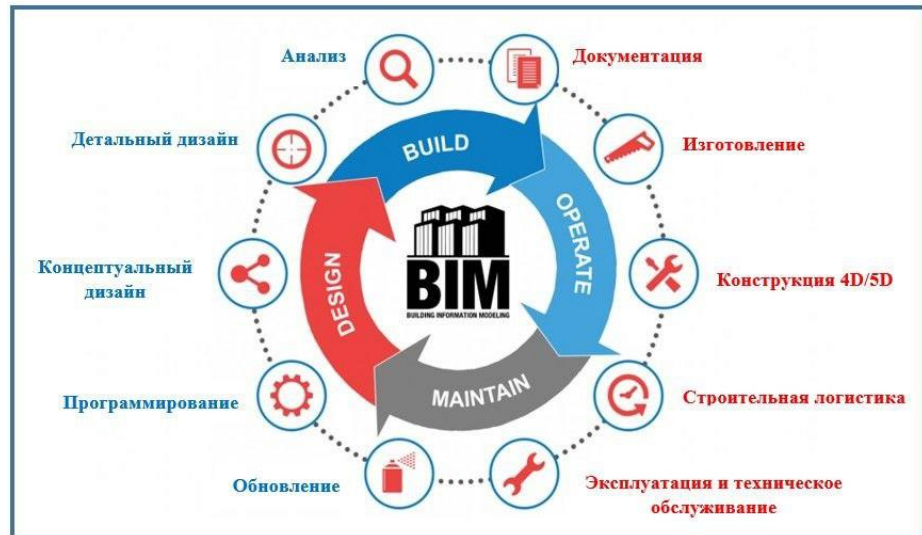 Анализ
Документация
Детальный дизайн
Изготовление
BUILD
OPERATE
Концептуальный
дизайн
Конструкция 4D/5D
DESIGN
BIM
BUILDING INFORMATION MODELING
MAINTAIN
Программирование
Строительная логистика
Обновление
Эксплуатация и техническое
обслуживание